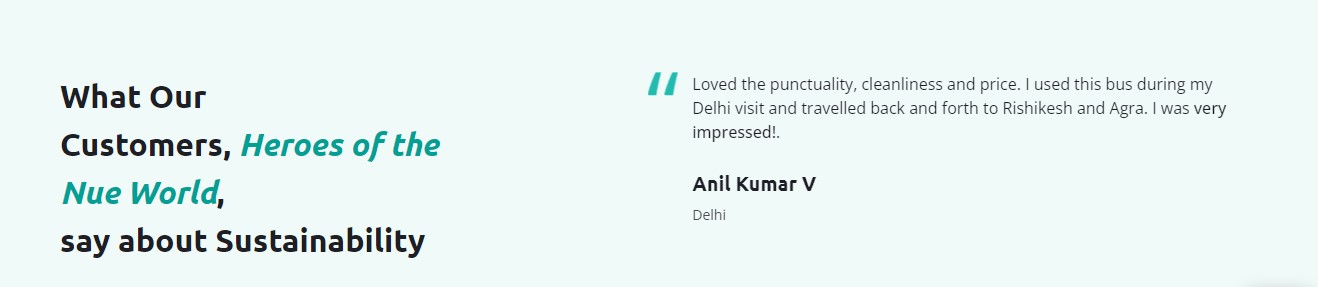 What Our
Customers, Heroes of the
Nue World,
say about Sustainability
“ Loved the punctuality, cleanliness and price. I used this bus during my
Delhi visit and travelled back and forth to Rishikesh and Agra. I was very
impressed!.
Anil Kumar V
Delhi